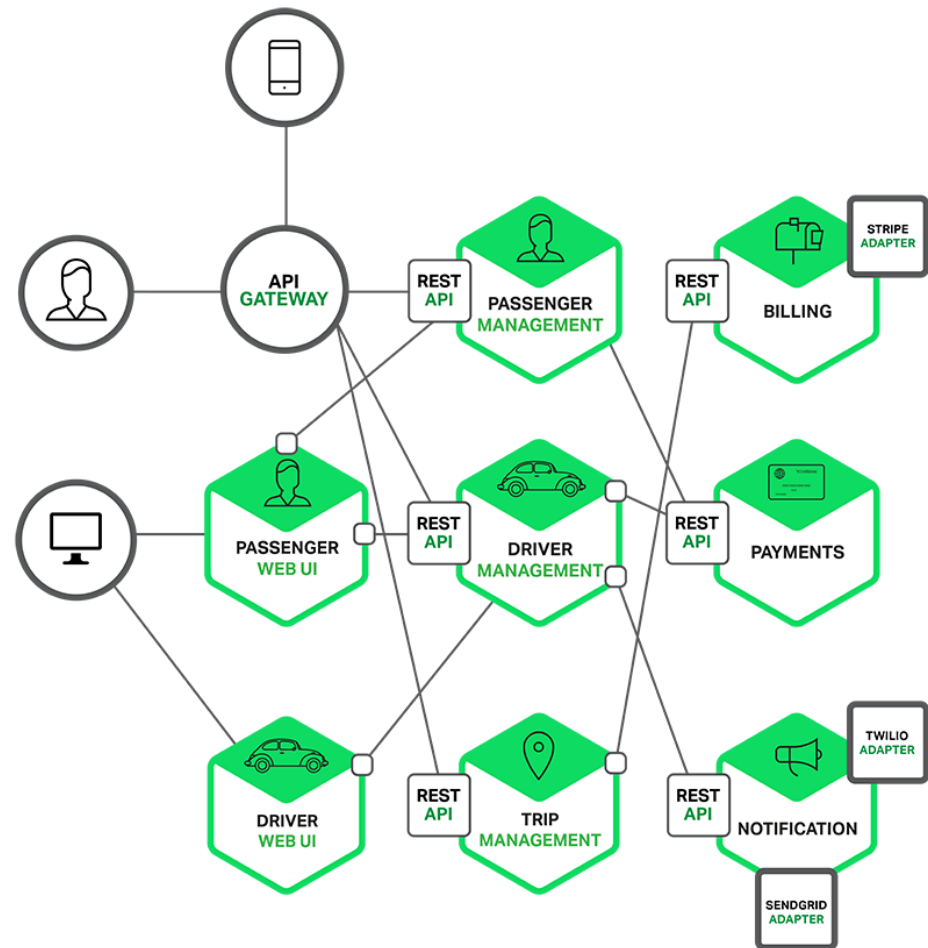 API
GATEWAY
REST
API
PASSENGER
MANAGEMENT
REST
API
BILLING
STRIPE
ADAPTER
PASSENGER
WEB UI
REST
API
DRIVER
MANAGEMENT
REST
API
PAYMENTS
DRIVER
WEB UI
REST
API
TRIP
MANAGEMENT
REST
API
NOTIFICATION
TWILIO
ADAPTER
SENDGRID
ADAPTER